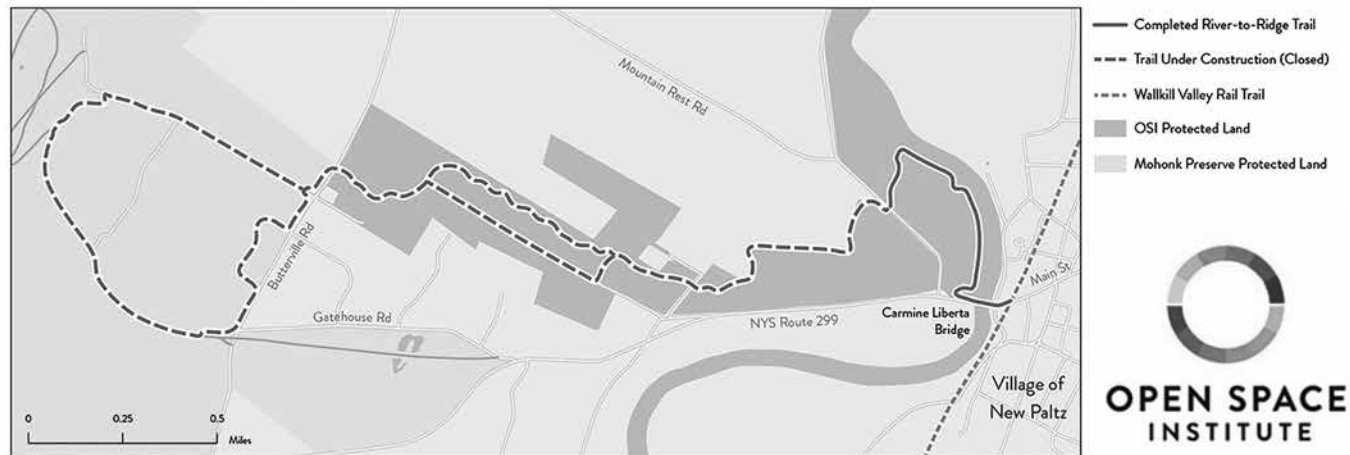 Mountain Rest Rd
Butterville Rd
Gatehouse Rd
NYS Route 299
Carmine Liberta
Bridge
Main St
Village of
New Paltz
0 0.25 0.5
Miles
Completed River-to-Ridge Trail
Trail Under Construction (Closed)
Wallkill Valley Rail Trail
OSI Protected Land
Mohonk Preserve Protected Land
OPEN SPACE
INSTITUTE